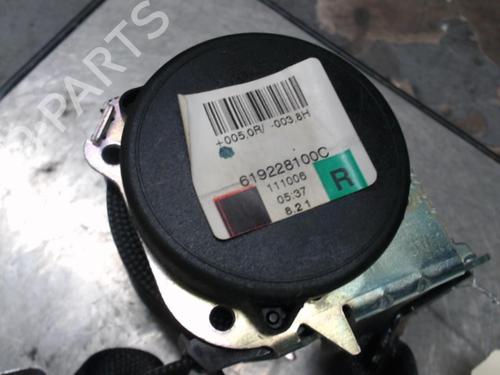 PARTS
+005.0R/ -003.8H
619228100C
111006
05:37
8.2 1
R